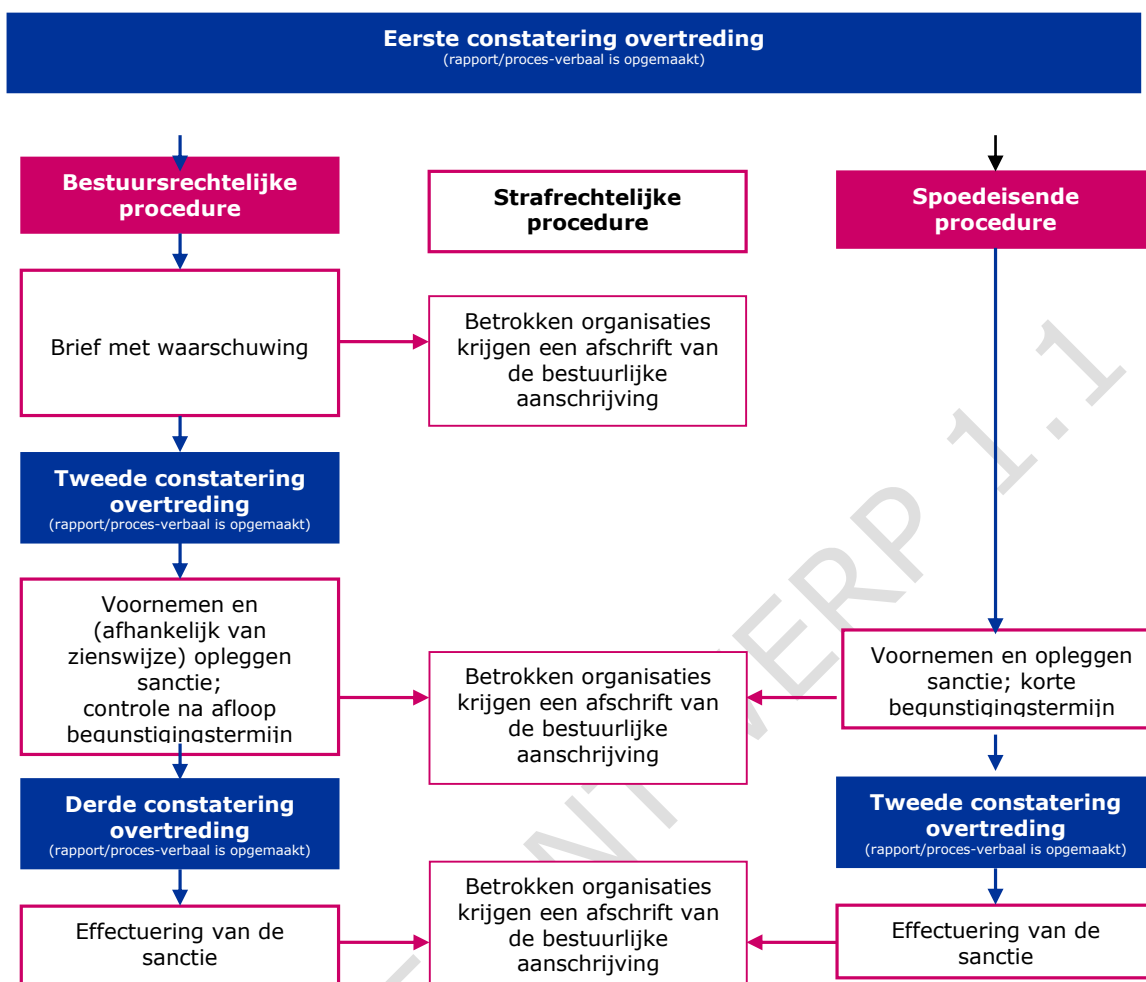 Eerste constatering overtreding
(rapport/proces-verbaal is opgemaakt)
Bestuursrechtelijke
procedure
Strafrechtelijke
procedure
Spoedeisende
procedure
Brief met waarschuwing
Betrokken organisaties
krijgen een afschrift van
de bestuurlijke
aanschrijving
Tweede constatering
overtreding
(rapport/proces-verbaal is opgemaakt)
Voornemen en
(afhankelijk van
zienswijze) opleggen
sanctie;
controle na afloop
begunstigingstermijn
Betrokken organisaties
krijgen een afschrift van
de bestuurlijke
aanschrijving
Voornemen en opleggen
sanctie; korte
begunstigingstermijn
Derde constatering
overtreding
(rapport/proces-verbaal is opgemaakt)
Tweede constatering
overtreding
(rapport/proces-verbaal is opgemaakt)
Effectuering van de
sanctie
Betrokken organisaties
krijgen een afschrift van
de bestuurlijke
aanschrijving
Effectuering van de
sanctie
ERP 1.1